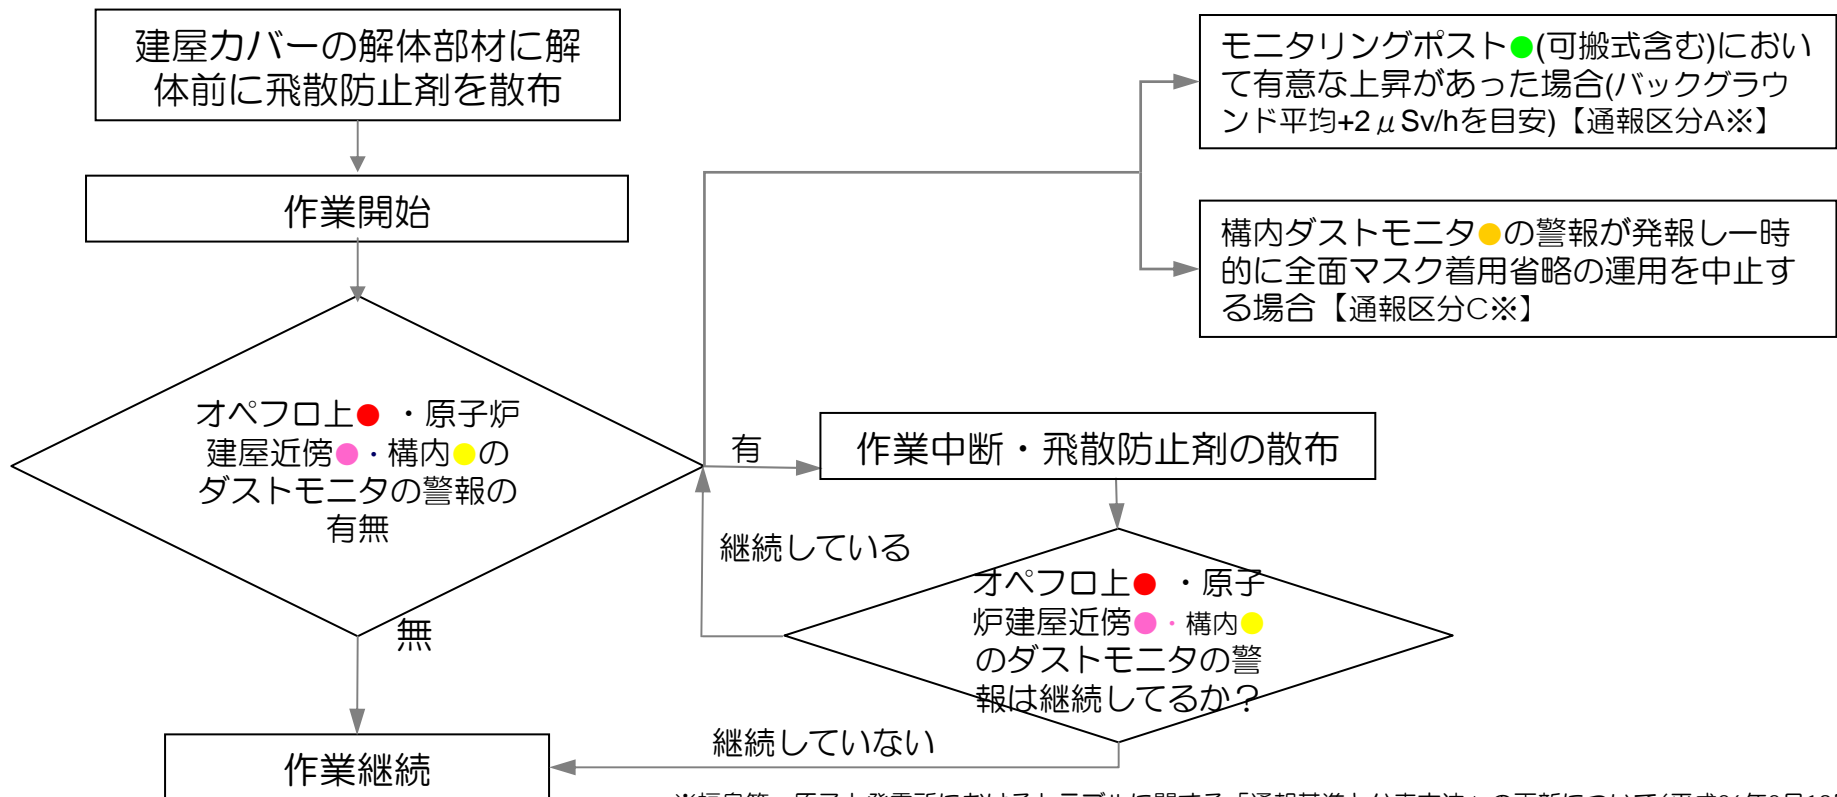 建屋カバーの解体部材に解
体前に飛散防止剤を散布
作業開始
オペフロ上● ・原子炉
建屋近傍●・構内●の
ダストモニタの警報の
有無
無
有
作業継続
モニタリングポスト●(可搬式含む)におい
て有意な上昇があった場合(バックグラウ
ンド平均+2μSv/hを目安)【通報区分A※】
構内ダストモニタ●の警報が発報し一時
的に全面マスク着用省略の運用を中止す
る場合【通報区分C※】
作業中断・飛散防止剤の散布
継続している
オペフロ上● ・原子
炉建屋近傍●・構内●
のダストモニタの警
報は継続してるか？
継続していない